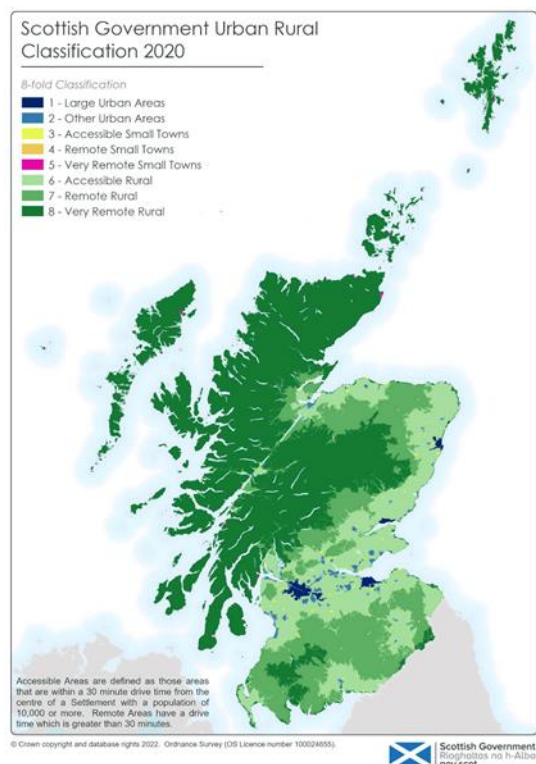 Scottish Government Urban Rural
Classification 2020
8-fold Classification
1 - Large Urban Areas
2 - Other Urban Areas
3 - Accessible Small Towns
4 - Remote Small Towns
5 - Very Remote Small Towns
6 - Accessible Rural
7 - Remote Rural
8 - Very Remote Rural
Accessible Areas are defined as those areas
that are within a 30 minute drive time from the
centre of a Settlement with a population of
10,000 or more. Remote Areas have a drive
time which is greater than 30 minutes.
© Crown copyright and database rights 2022. Ordnance Survey (OS Licence number 100024655).
Scottish Government
Riaghaltas na h-Alba
gov.scot